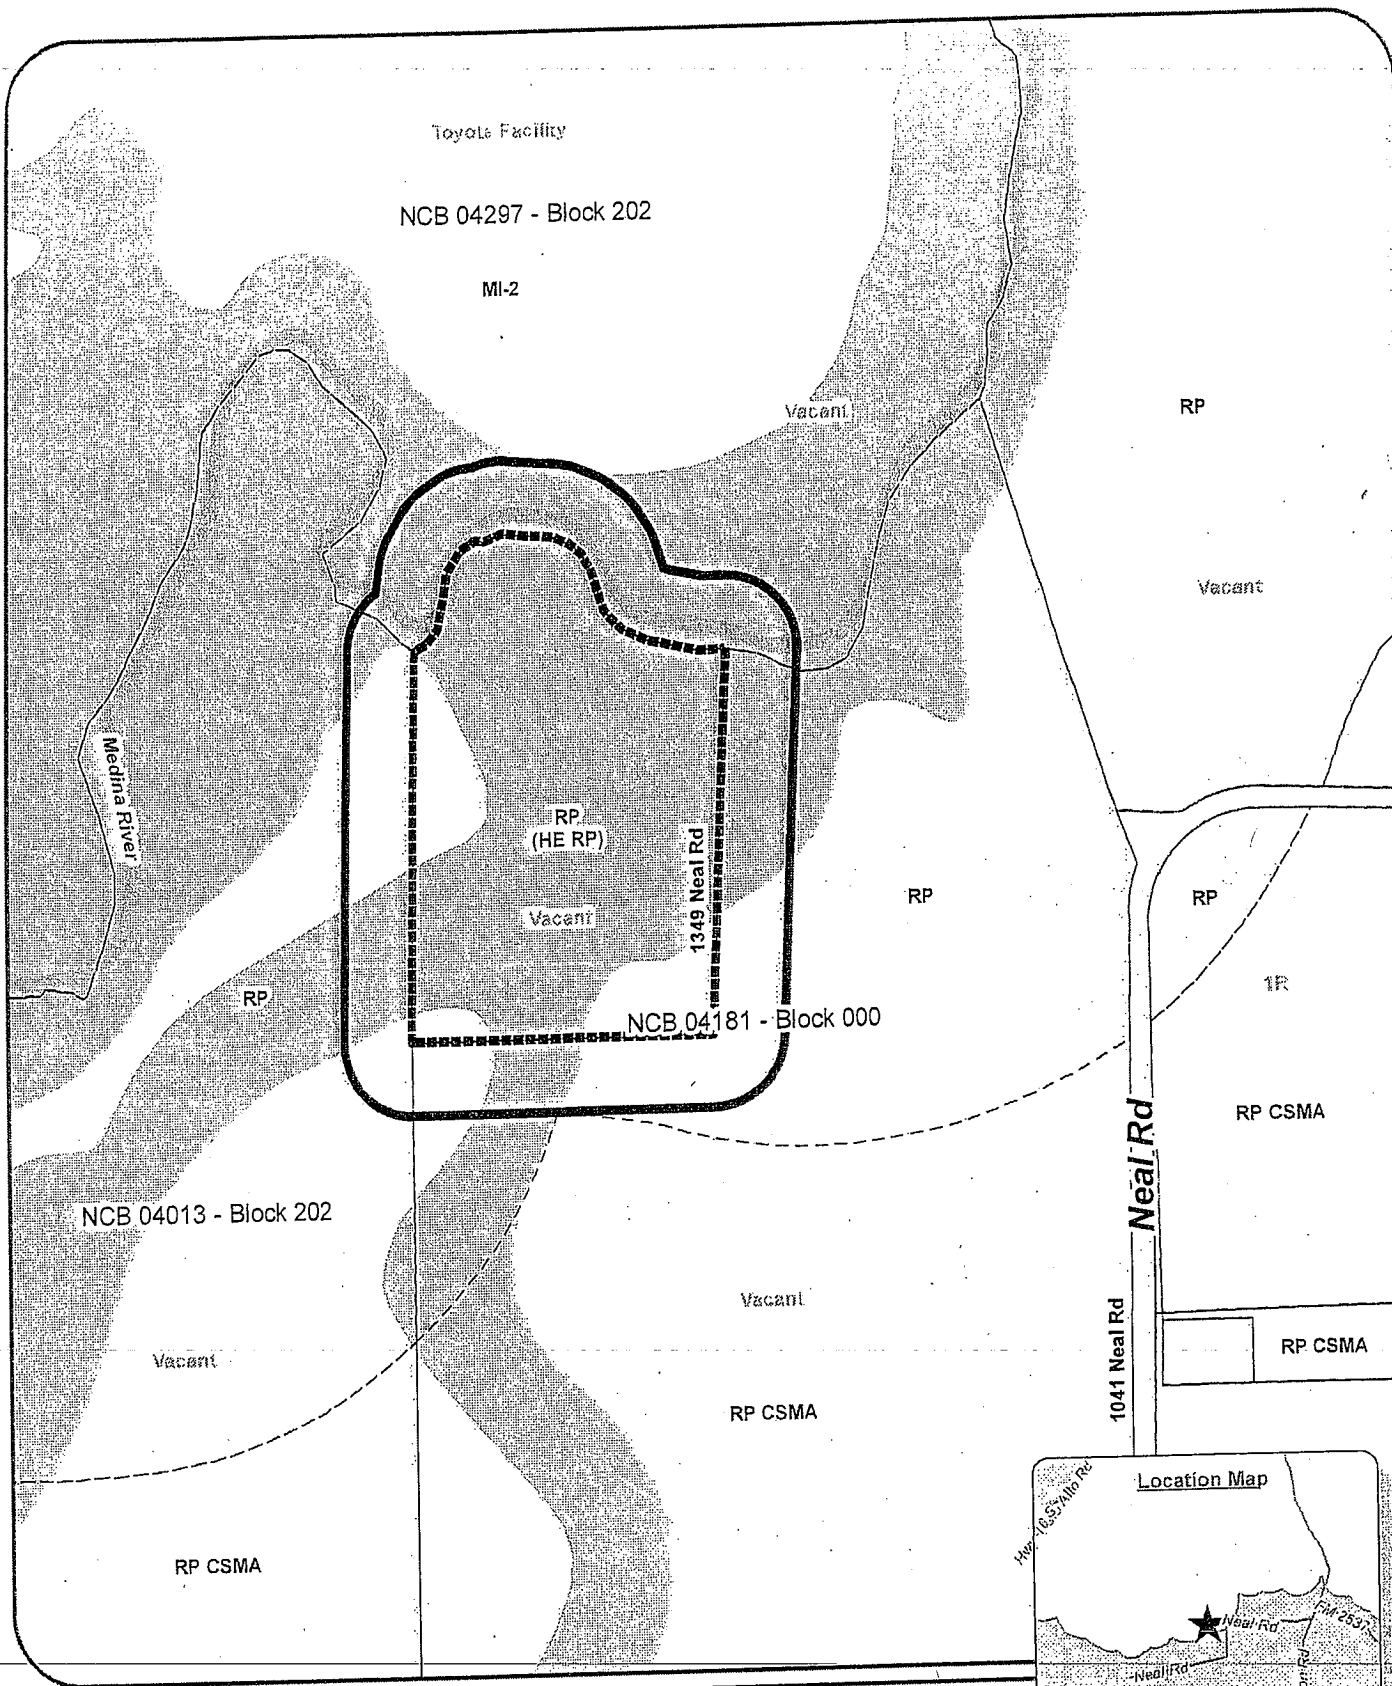 Toyota Facility
NCB 04297 - Block 202
MI-2
Vacant
RP
Vacant
Medina River
RP
(HE RP)
1349 Neal Rd
RP
RP
Vacant
RP
1R
NCB 04181 - Block 000
RP CSMA
Neal Rd
NCB 04013 - Block 202
Vacant
Vacant
1041 Neal Rd
RP CSMA
RP CSMA
RP CSMA
Location Map
Neal Rd
FM 2537
Neal Rd